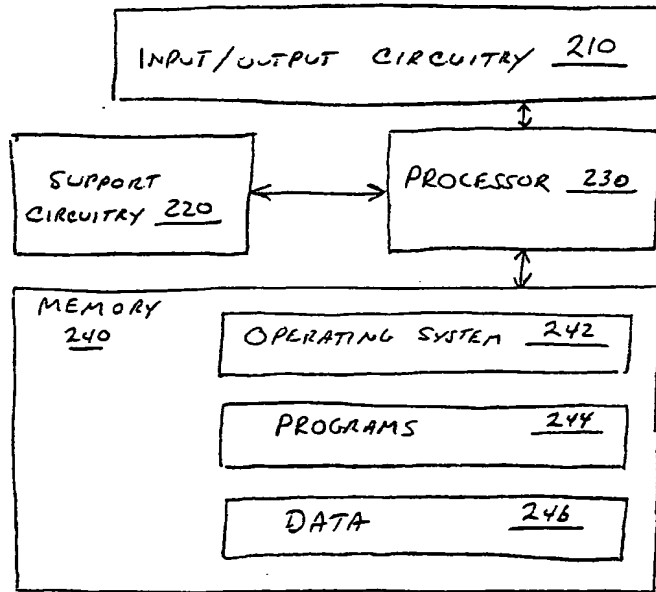 INPUT/OUTPUT CIRCUITRY 210
SUPPORT
CIRCUITRY 220
PROCESSOR 230
MEMORY
240
OPERATING SYSTEM 242
PROGRAMS 244
DATA 246